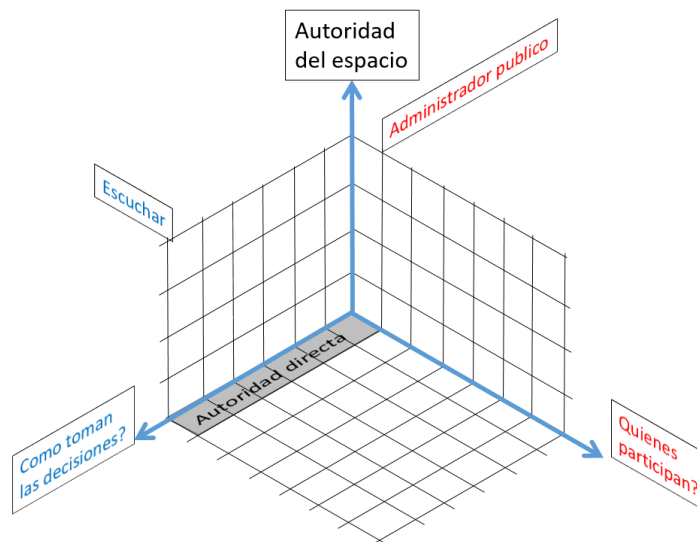 Autoridad
del espacio
Administrador publico
Escuchar
Autoridad directa
Como toman
las decisiones?
Quienes
participan?